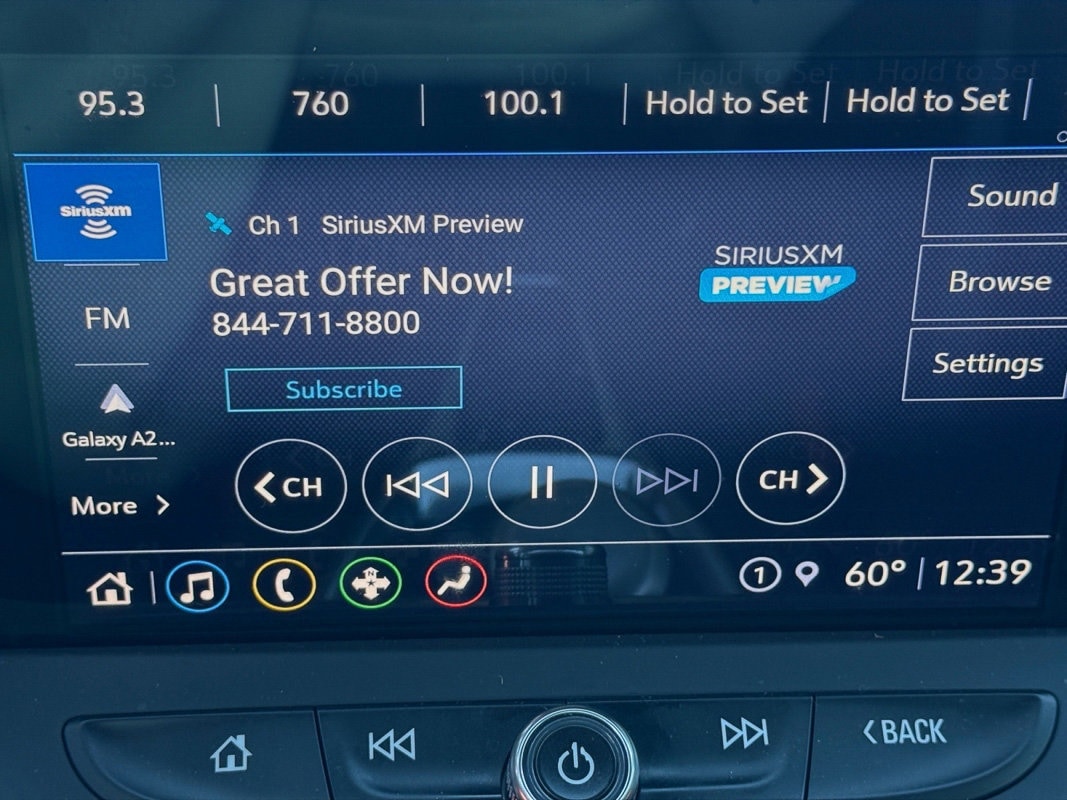 95.3 | 760 | 100.1 | Hold to Set | Hold to Set |
SiriusXM
Ch 1 SiriusXM Preview
Great Offer Now!
844-711-8800
Subscribe
SIRIUSXM
PREVIEW
Sound
Browse
Settings
FM
Galaxy A2...
More >
< CH
CH >
N
1
60° | 12:39
< BACK